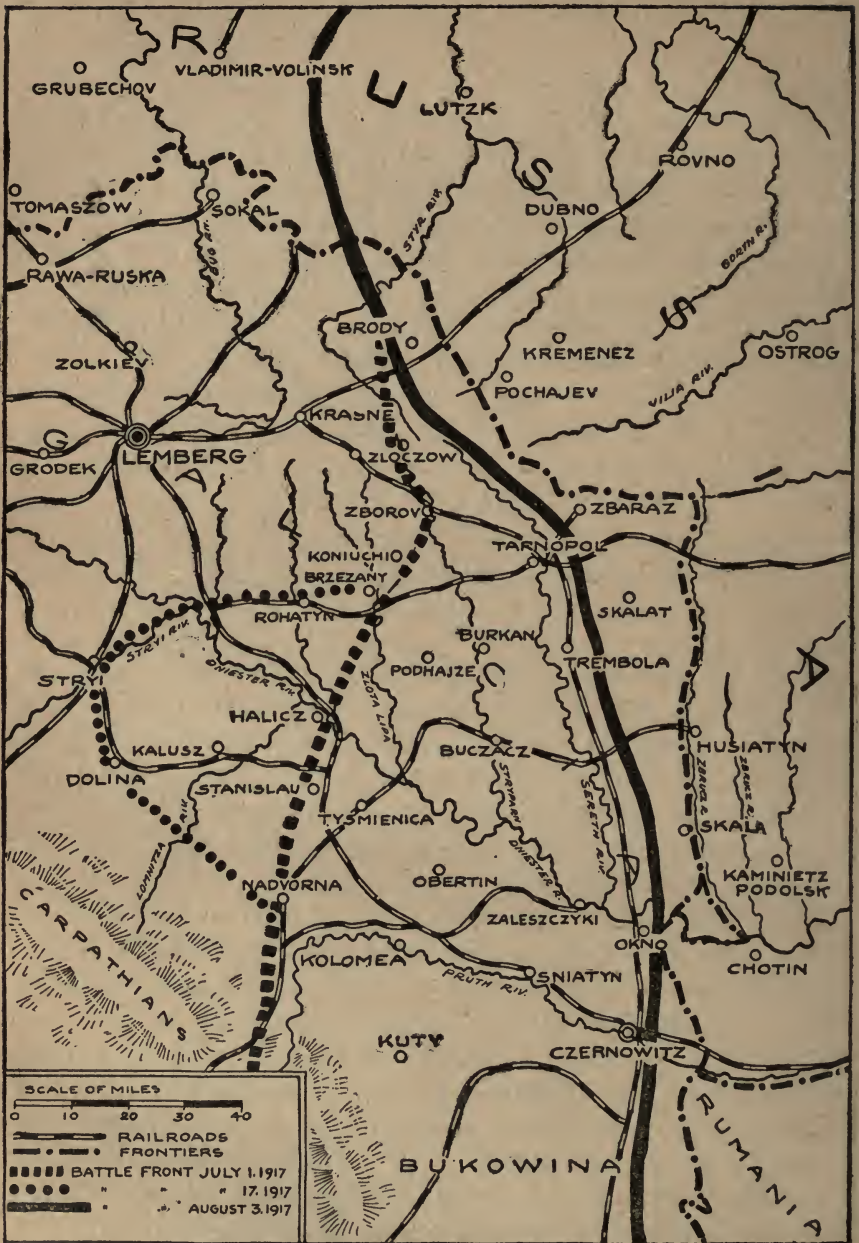 RUSSIA
GRUBECHOV
VLADIMIR-VOLINSK
LUTZK
ROVNO
TOMASZOW
SOKAL
DUBNO
STYR RIV.
BUG RIV.
GORYN R.
RAWA-RUSKA
BRODY
KREMENEZ
OSTROG
ZOLKIEV
POCHAJEV
VILJA RIV.
KRASNE
GALICIA
GRODEK
LEMBERG
ZLOCZOW
ZBOROV
ZBARAZ
KONIUCHI
TARNOPOL
BRZEZANY
ROHATYN
SKALAT
STRYI RIV.
BURKAN
STRYI
DNIESTER RIV.
ZLOTA LIPA
PODHAJZE
TREMBOLA
HALICZ
KALUSZ
BUCZACZ
HUSIATYN
DOLINA
STANISLAU
STRYPA R.
SERETH RIV.
ZBRUCZ R.
TYSMIENICA
SKALA
LOMNITZA RIV.
DNIESTER R.
NADVORNA
OBERTIN
KAMINIETZ
PODOLSK
CARPATHIANS
ZALESZCZYKI
OKNO
KOLOMEA
CHOTIN
PRUTH RIV.
SNIATYN
KUTY
CZERNOWITZ
RUMANIA
BUKOWINA
SCALE OF MILES
0 10 20 30 40
RAILROADS
FRONTIERS
BATTLE FRONT JULY 1.1917
" " " 17.1917
" " AUGUST 3.1917